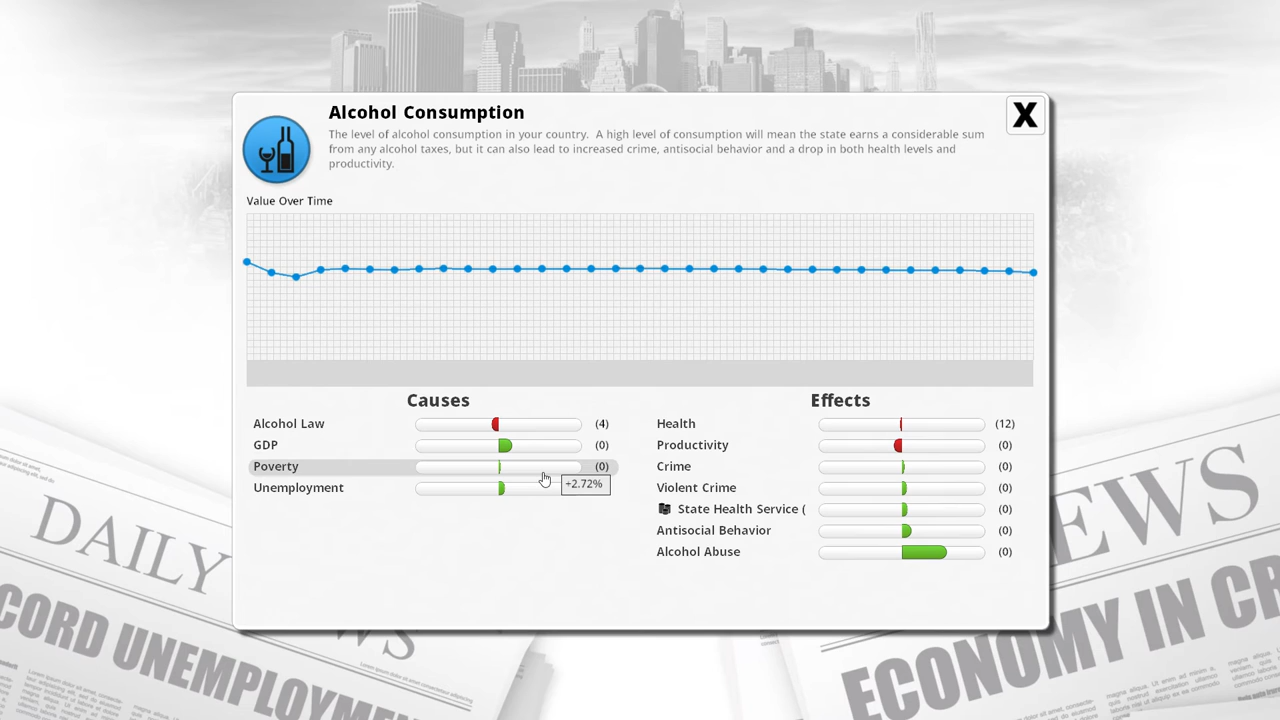 Alcohol Consumption
X
The level of alcohol consumption in your country. A high level of consumption will mean the state earns a considerable sum
from any alcohol taxes, but it can also lead to increased crime, antisocial behavior and a drop in both health levels and
productivity.
Value Over Time
Causes
Alcohol Law (4)
GDP (0)
Poverty (0)
+2.72%
Unemployment
Effects
Health (12)
Productivity (0)
Crime (0)
Violent Crime (0)
State Health Service ( (0)
Antisocial Behavior (0)
Alcohol Abuse (0)
DAILY
WS
CORD UNEMPLOYME
EWS
ECONOMY IN CR